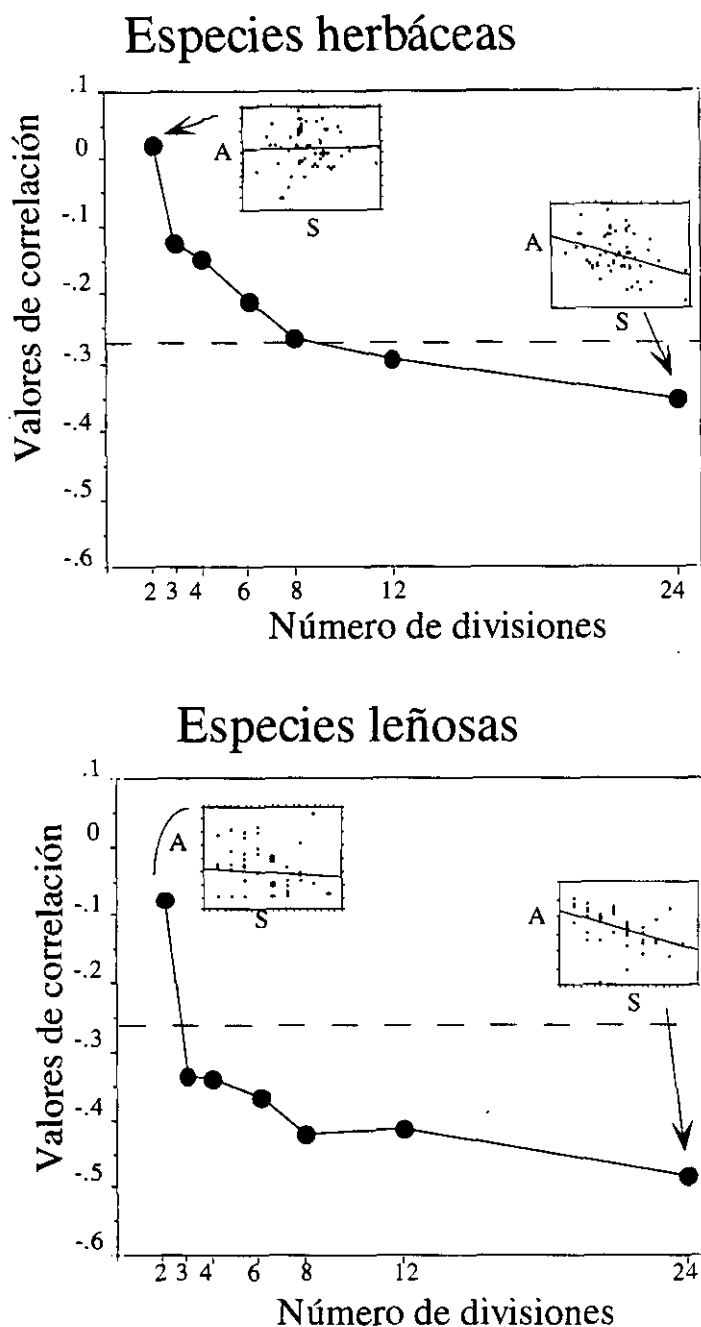 Especies herbáceas
Valores de correlación
.1
0
-.1
-.2
-.3
-.4
-.5
-.6
A
S
A
S
2 3 4 6 8 12 24
Número de divisiones
Especies leñosas
Valores de correlación
.1
0
-.1
-.2
-.3
-.4
-.5
-.6
A
S
A
S
2 3 4 6 8 12 24
Número de divisiones